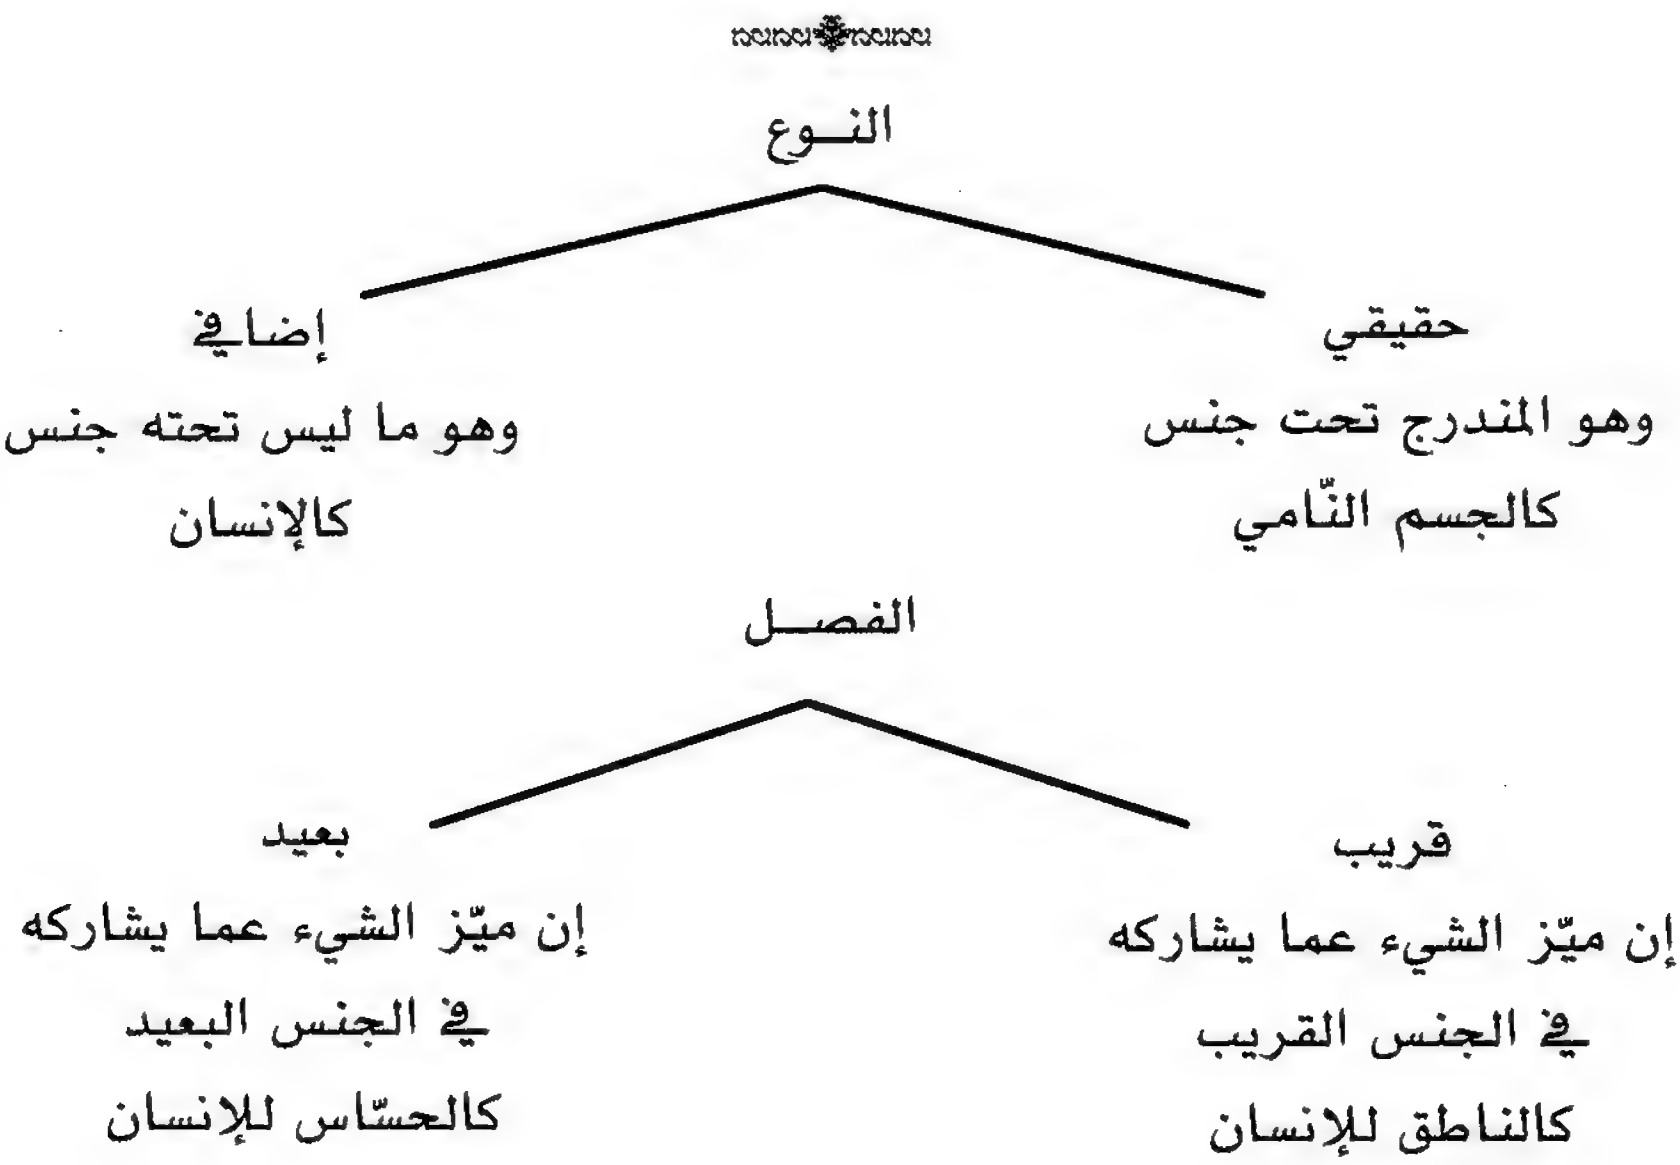 النـوع
حقيقي
وهو المندرج تحت جنس
كالجسم النّامي
إضافي
وهو ما ليس تحته جنس
كالإنسان
الفصـل
قريب
إن ميّز الشيء عما يشاركه
في الجنس القريب
كالناطق للإنسان
بعيد
إن ميّز الشيء عما يشاركه
في الجنس البعيد
كالحسّاس للإنسان